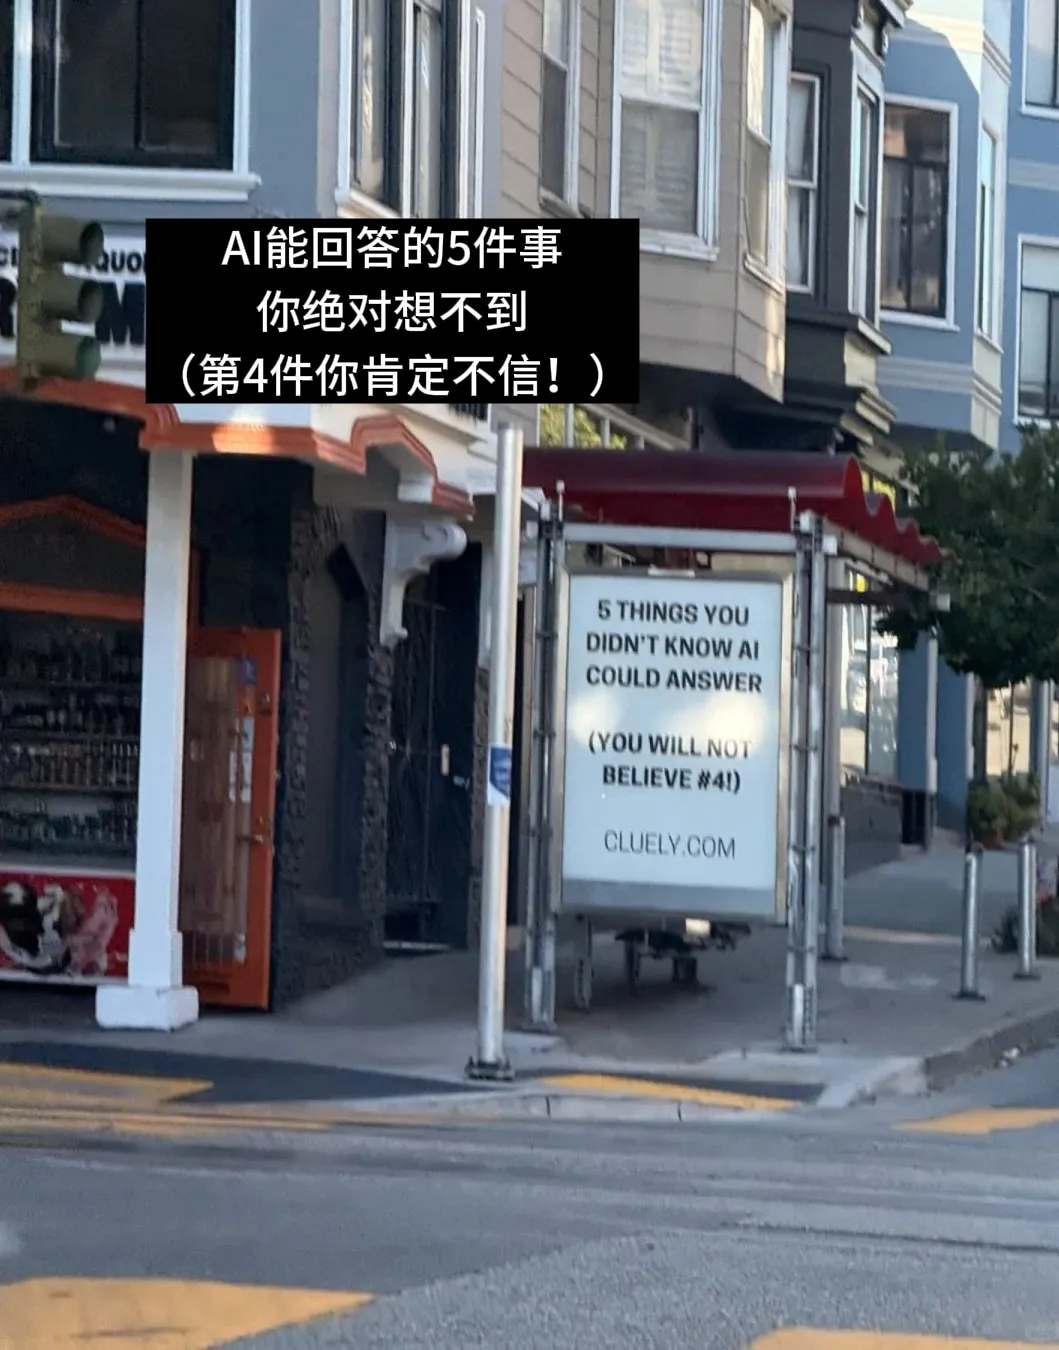 AI能回答的5件事
你绝对想不到
（第4件你肯定不信！）
5 THINGS YOU
DIDN'T KNOW AI
COULD ANSWER
(YOU WILL NOT
BELIEVE #4!)
CLUELY.COM